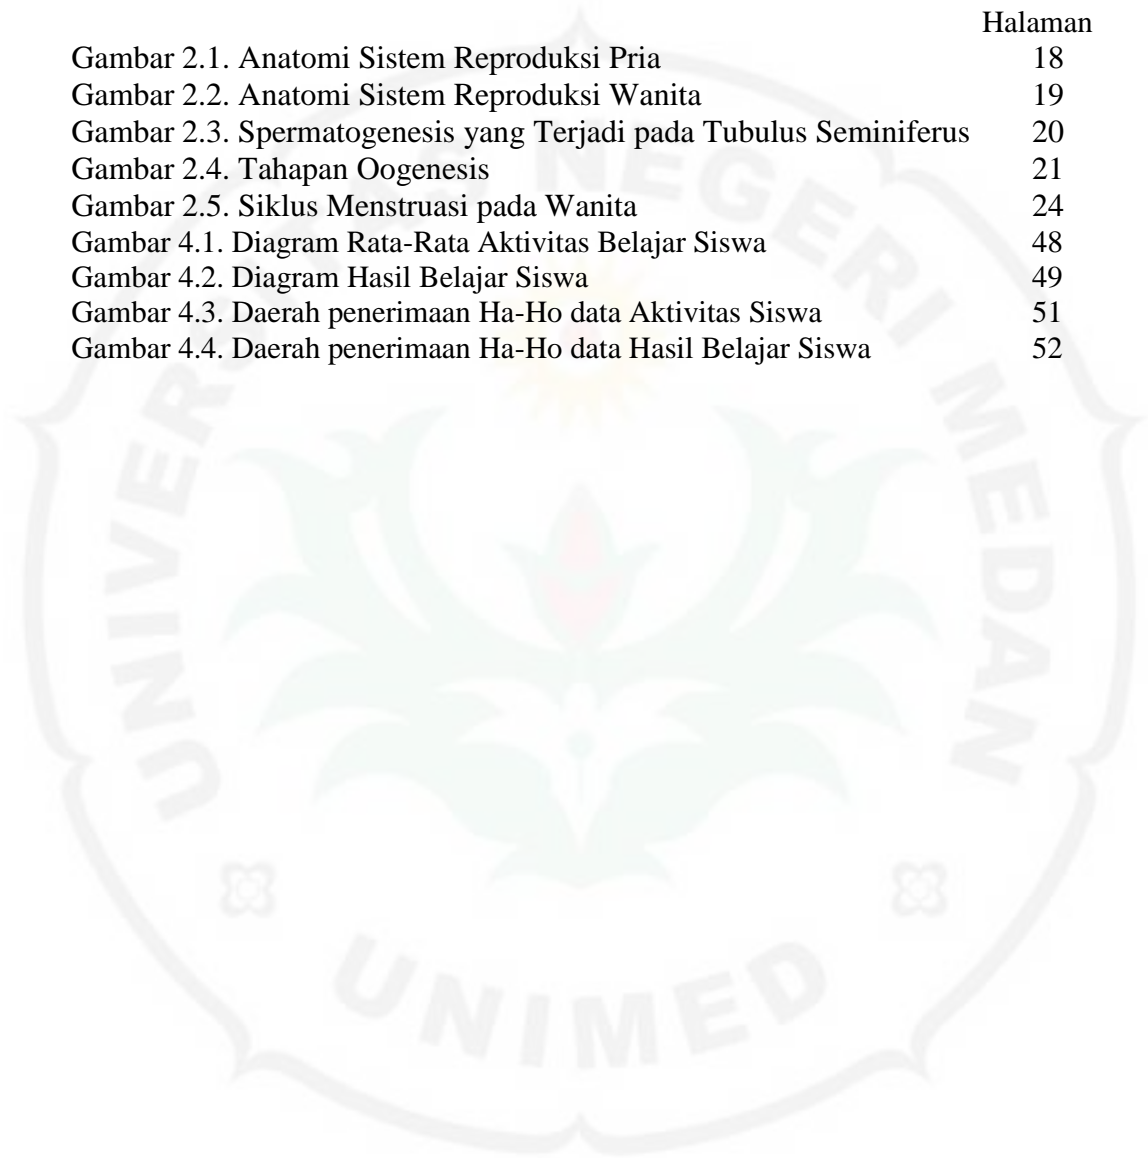 Halaman
Gambar 2.1. Anatomi Sistem Reproduksi Pria 18
Gambar 2.2. Anatomi Sistem Reproduksi Wanita 19
Gambar 2.3. Spermatogenesis yang Terjadi pada Tubulus Seminiferus 20
Gambar 2.4. Tahapan Oogenesis 21
Gambar 2.5. Siklus Menstruasi pada Wanita 24
Gambar 4.1. Diagram Rata-Rata Aktivitas Belajar Siswa 48
Gambar 4.2. Diagram Hasil Belajar Siswa 49
Gambar 4.3. Daerah penerimaan Ha-Ho data Aktivitas Siswa 51
Gambar 4.4. Daerah penerimaan Ha-Ho data Hasil Belajar Siswa 52
UNIVERSITAS NEGERI MEDAN
UNIMED